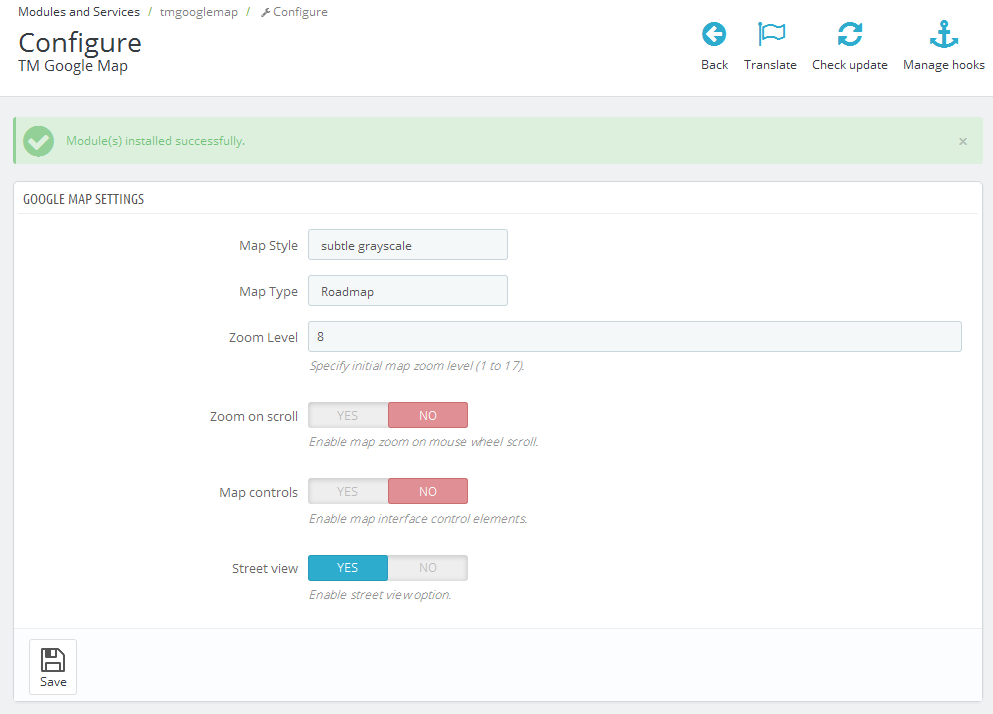 Modules and Services / tmgooglemap / Configure
Configure
TM Google Map
Back Translate Check update Manage hooks
Module(s) installed successfully. ×
GOOGLE MAP SETTINGS
Map Style subtle grayscale
Map Type Roadmap
Zoom Level 8
Specify initial map zoom level (1 to 17).
Zoom on scroll YES NO
Enable map zoom on mouse wheel scroll.
Map controls YES NO
Enable map interface control elements.
Street view YES NO
Enable street view option.
Save